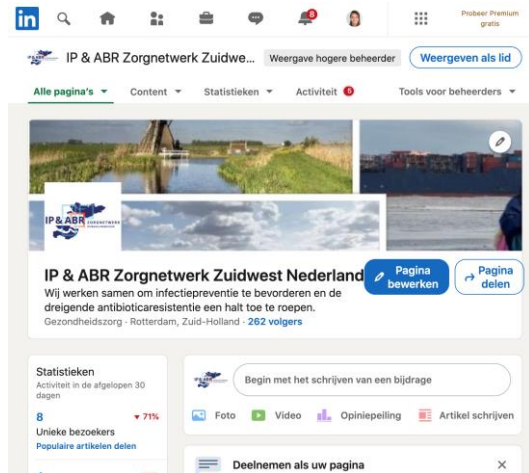 in
8
Probeer Premium
gratis
IP & ABR Zorgnetwerk Zuidwe...
Weergave hogere beheerder
Weergeven als lid
Alle pagina's
Content
Statistieken
Activiteit 5
Tools voor beheerders
IP & ABR ZORGNETWERK
IP & ABR Zorgnetwerk Zuidwest Nederland
Pagina
bewerken
Pagina
delen
Wij werken samen om infectiepreventie te bevorderen en de
dreigende antibioticaresistentie een halt toe te roepen.
Gezondheidszorg - Rotterdam, Zuid-Holland - 262 volgers
Statistieken
Activiteit in de afgelopen 30
dagen
8
71%
Unieke bezoekers
Populaire artikelen delen
Begin met het schrijven van een bijdrage
Foto
Video
Opiniepeiling
Artikel schrijven
Deelnemen als uw pagina